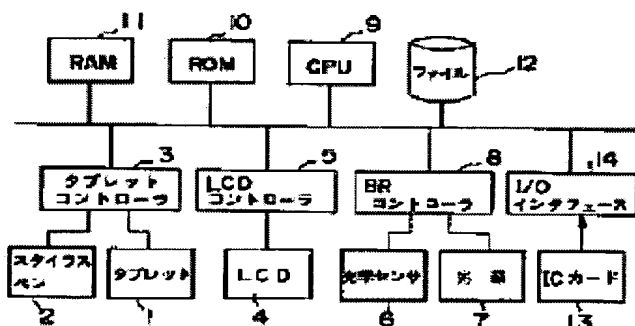 11 10 9
RAM ROM CPU ファイル 12
3 5 8 14
タブレット
コントローラ
LCD
コントローラ
BR
コントローラ
I/O
インタフェース
スタイラス
ペン
タブレット
LCD
光学センサ
光源
ICカード
2 1 4 6 7 13